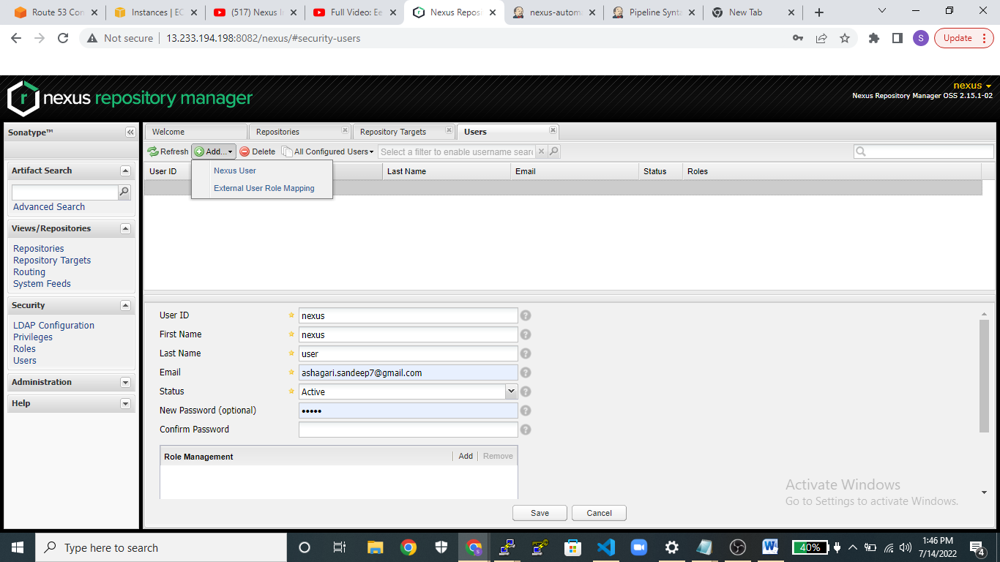 Route 53 Con
Instances | EC
(517) Nexus I
Full Video: Ee
Nexus Repos
nexus-autom
Pipeline Synta
New Tab
Not secure
13.233.194.198:8082/nexus/#security-users
S
Update
nexus repository manager
nexus
Nexus Repository Manager OSS 2.15.1-02
Sonatype™
Welcome
Repositories
Repository Targets
Users
Refresh
Add...
Delete
All Configured Users
Select a filter to enable username searc
Artifact Search
User ID
Last Name
Email
Status
Roles
Nexus User
External User Role Mapping
Advanced Search
Views/Repositories
Repositories
Repository Targets
Routing
System Feeds
Security
LDAP Configuration
Privileges
Roles
Users
Administration
Help
User ID
nexus
First Name
nexus
Last Name
user
Email
ashagari.sandeep7@gmail.com
Status
Active
New Password (optional)
•••••
Confirm Password
Role Management
Add
Remove
Activate Windows
Go to Settings to activate Windows.
Save
Cancel
Type here to search
40%
1:46 PM
7/14/2022
4